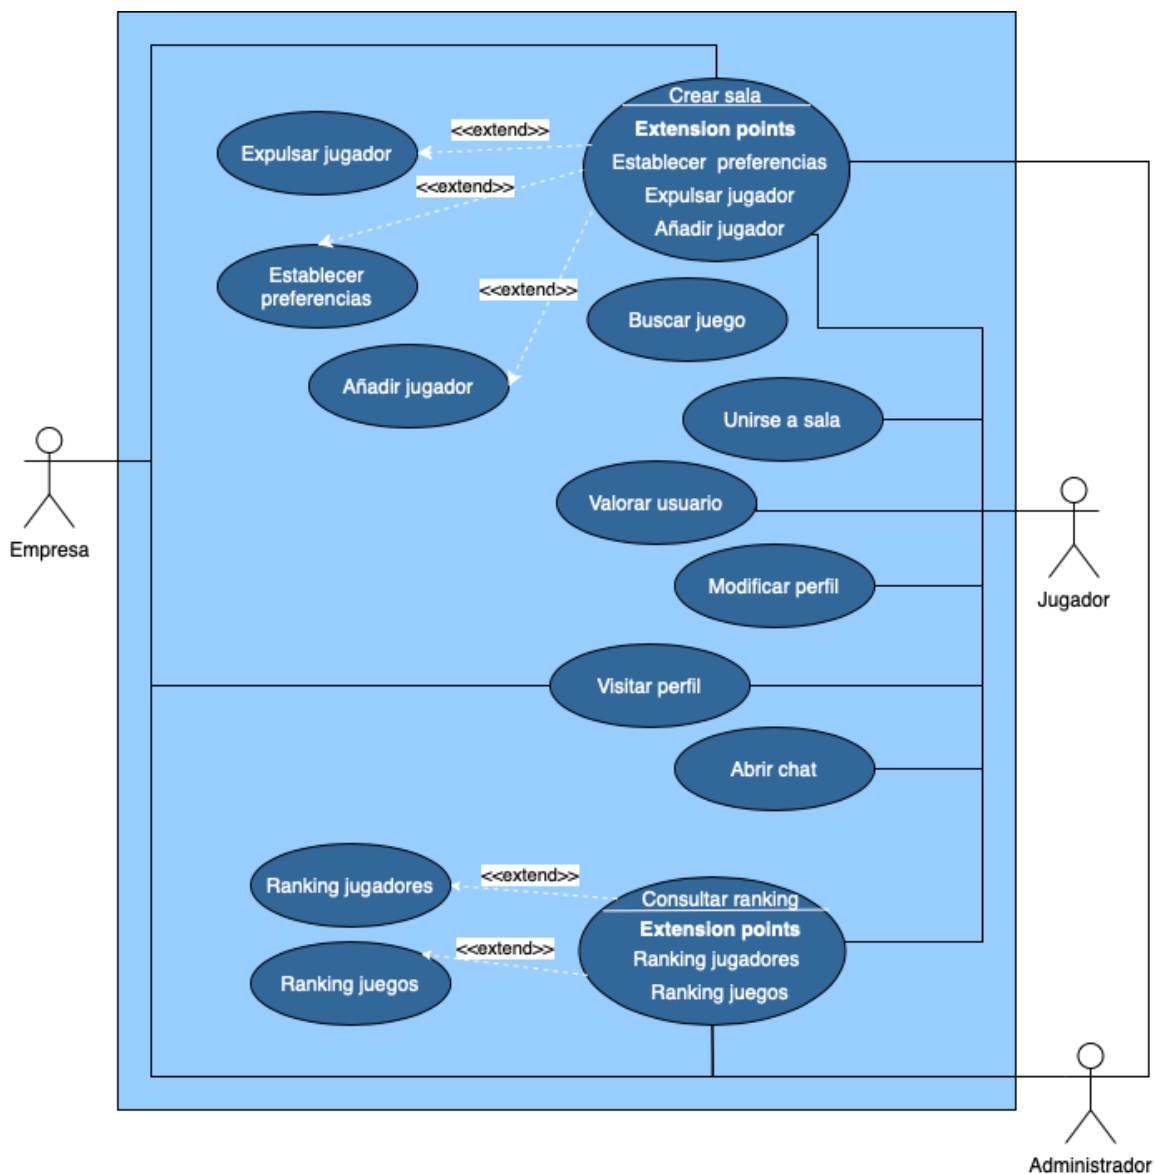 Crear sala
Extension points
Establecer preferencias
Expulsar jugador
Añadir jugador
<<extend>>
Expulsar jugador
<<extend>>
Establecer
preferencias
<<extend>>
Añadir jugador
Buscar juego
Unirse a sala
Valorar usuario
Empresa
Modificar perfil
Jugador
Visitar perfil
Abrir chat
Ranking jugadores
<<extend>>
Consultar ranking
Extension points
Ranking jugadores
Ranking juegos
<<extend>>
Ranking juegos
Administrador